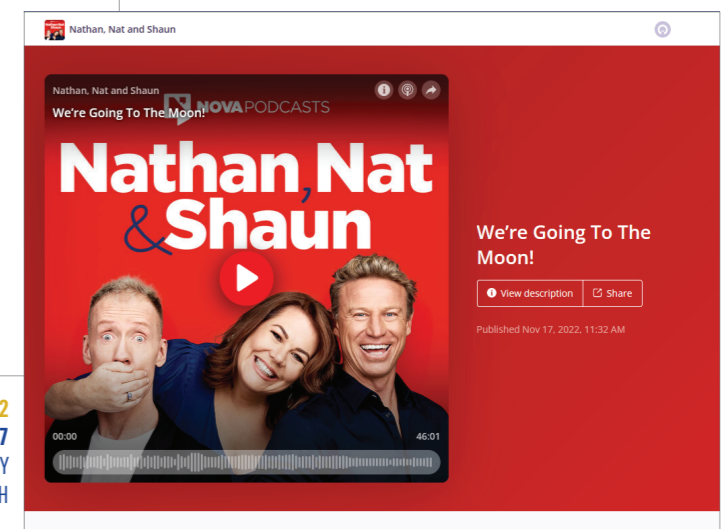 Nathan, Nat and Shaun
Nathan, Nat and Shaun
We're Going To The Moon!
NOVAPODCASTS
Nathan, Nat
&Shaun
00:00
46:01
We're Going To The
Moon!
View description
Share
Published Nov 17, 2022, 11:32 AM
2
7
Y
H